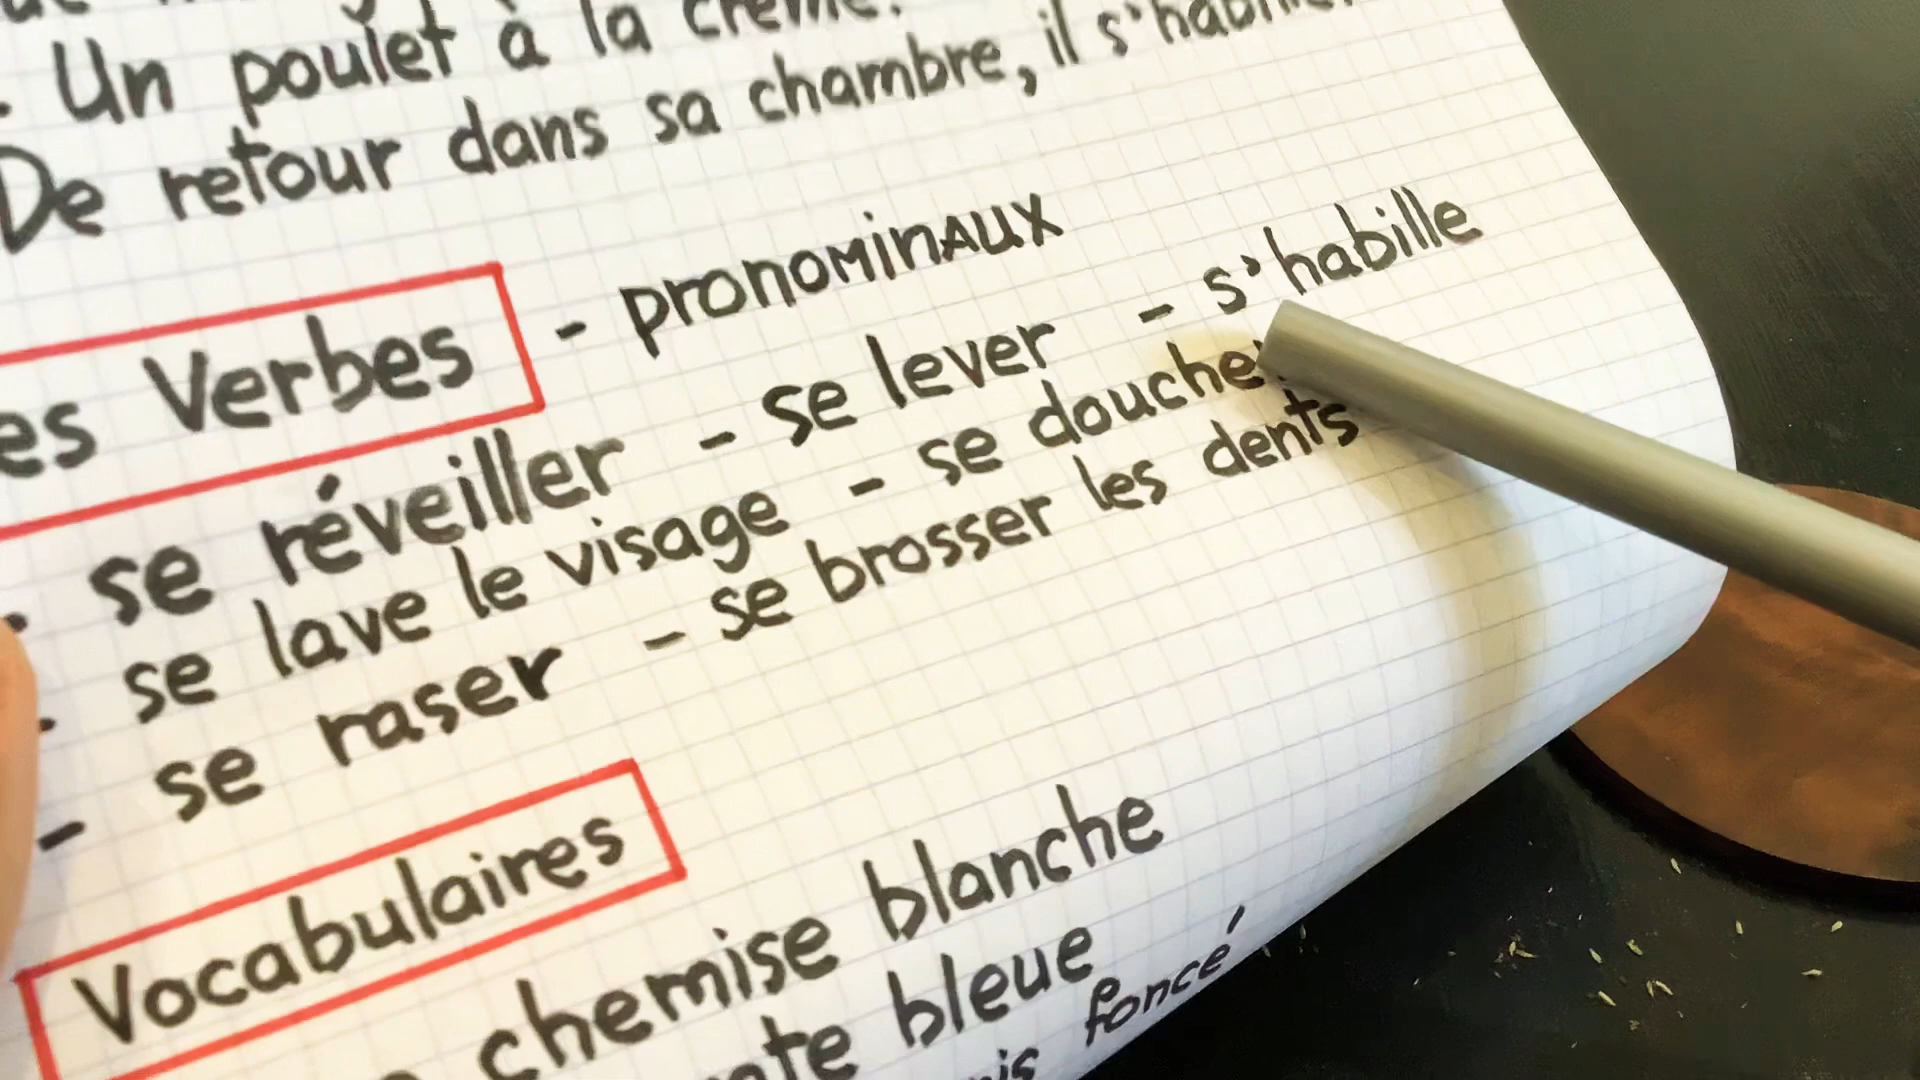 Un poulet à la crème.
De retour dans sa chambre, il s'habille.
es Verbes - pronominaux
- se réveiller - se lever - s'habille
- se lave le visage - se douche
- se raser - se brosser les dents
Vocabulaires
chemise blanche
bleue
foncé